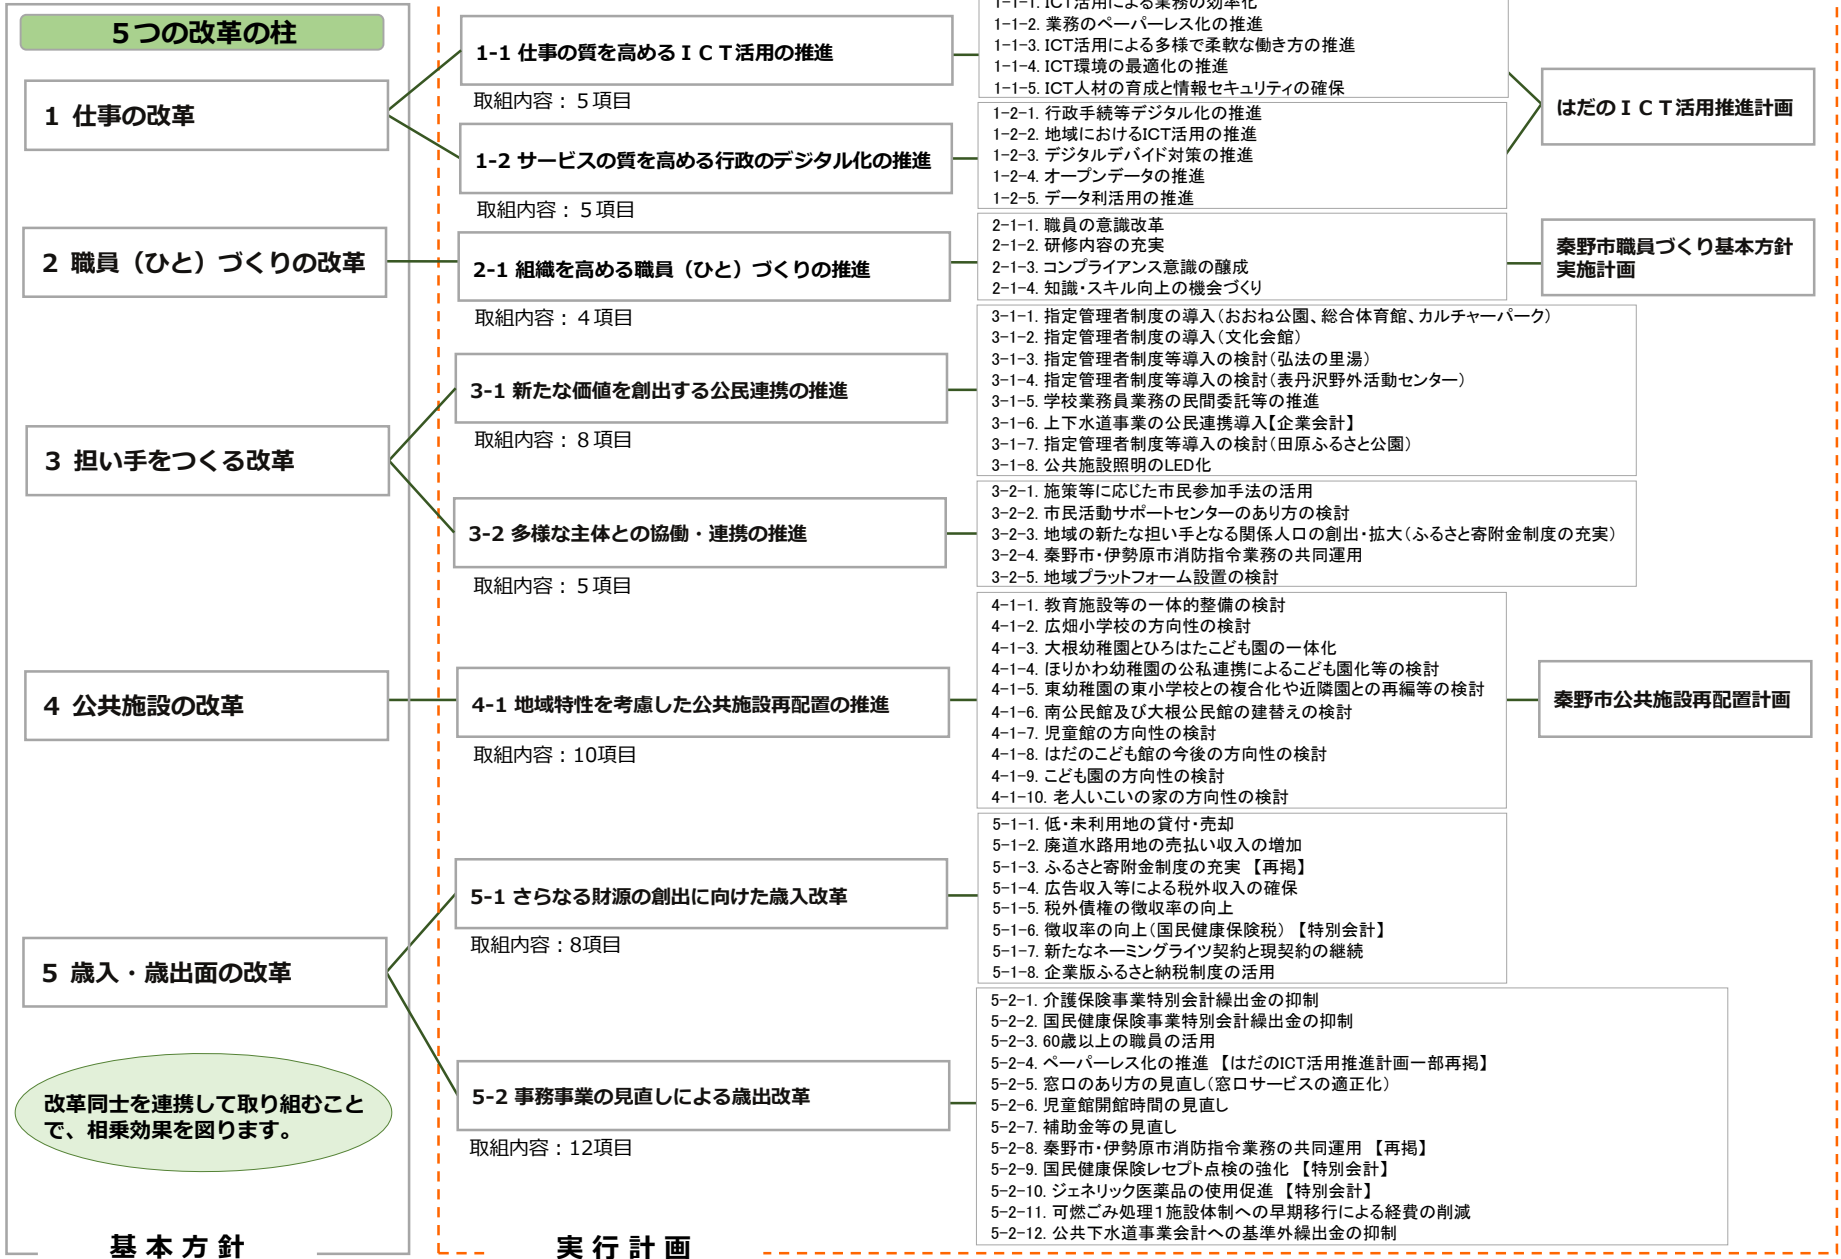 5つの改革の柱
1 仕事の改革
2 職員（ひと）づくりの改革
3 担い手をつくる改革
4 公共施設の改革
5 歳入・歳出面の改革
改革同士を連携して取り組むこと
で、相乗効果を図ります。
基本方針
1-1 仕事の質を高めるＩＣＴ活用の推進
取組内容：５項目
1-2 サービスの質を高める行政のデジタル化の推進
取組内容：５項目
2-1 組織を高める職員（ひと）づくりの推進
取組内容：４項目
3-1 新たな価値を創出する公民連携の推進
取組内容：８項目
3-2 多様な主体との協働・連携の推進
取組内容：５項目
4-1 地域特性を考慮した公共施設再配置の推進
取組内容：10項目
5-1 さらなる財源の創出に向けた歳入改革
取組内容：8項目
5-2 事務事業の見直しによる歳出改革
取組内容：12項目
実行計画
1-1-1. ICT活用による業務の効率化
1-1-2. 業務のペーパーレス化の推進
1-1-3. ICT活用による多様で柔軟な働き方の推進
1-1-4. ICT環境の最適化の推進
1-1-5. ICT人材の育成と情報セキュリティの確保
1-2-1. 行政手続等デジタル化の推進
1-2-2. 地域におけるICT活用の推進
1-2-3. デジタルデバイド対策の推進
1-2-4. オープンデータの推進
1-2-5. データ利活用の推進
2-1-1. 職員の意識改革
2-1-2. 研修内容の充実
2-1-3. コンプライアンス意識の醸成
2-1-4. 知識・スキル向上の機会づくり
3-1-1. 指定管理者制度の導入（おおね公園、総合体育館、カルチャーパーク）
3-1-2. 指定管理者制度の導入（文化会館）
3-1-3. 指定管理者制度等導入の検討（弘法の里湯）
3-1-4. 指定管理者制度等導入の検討（表丹沢野外活動センター）
3-1-5. 学校業務員業務の民間委託等の推進
3-1-6. 上下水道事業の公民連携導入【企業会計】
3-1-7. 指定管理者制度等導入の検討（田原ふるさと公園）
3-1-8. 公共施設照明のLED化
3-2-1. 施策等に応じた市民参加手法の活用
3-2-2. 市民活動サポートセンターのあり方の検討
3-2-3. 地域の新たな担い手となる関係人口の創出・拡大（ふるさと寄附金制度の充実）
3-2-4. 秦野市・伊勢原市消防指令業務の共同運用
3-2-5. 地域プラットフォーム設置の検討
4-1-1. 教育施設等の一体的整備の検討
4-1-2. 広畑小学校の方向性の検討
4-1-3. 大根幼稚園とひろはたこども園の一体化
4-1-4. ほりかわ幼稚園の公私連携によるこども園化等の検討
4-1-5. 東幼稚園の東小学校との複合化や近隣園との再編等の検討
4-1-6. 南公民館及び大根公民館の建替えの検討
4-1-7. 児童館の方向性の検討
4-1-8. はだのこども館の今後の方向性の検討
4-1-9. こども園の方向性の検討
4-1-10. 老人いこいの家の方向性の検討
5-1-1. 低・未利用地の貸付・売却
5-1-2. 廃道水路用地の売払い収入の増加
5-1-3. ふるさと寄附金制度の充実 【再掲】
5-1-4. 広告収入等による税外収入の確保
5-1-5. 税外債権の徴収率の向上
5-1-6. 徴収率の向上（国民健康保険税） 【特別会計】
5-1-7. 新たなネーミングライツ契約と現契約の継続
5-1-8. 企業版ふるさと納税制度の活用
5-2-1. 介護保険事業特別会計繰出金の抑制
5-2-2. 国民健康保険事業特別会計繰出金の抑制
5-2-3. 60歳以上の職員の活用
5-2-4. ペーパーレス化の推進 【はだのICT活用推進計画一部再掲】
5-2-5. 窓口のあり方の見直し（窓口サービスの適正化）
5-2-6. 児童館開館時間の見直し
5-2-7. 補助金等の見直し
5-2-8. 秦野市・伊勢原市消防指令業務の共同運用 【再掲】
5-2-9. 国民健康保険レセプト点検の強化 【特別会計】
5-2-10. ジェネリック医薬品の使用促進 【特別会計】
5-2-11. 可燃ごみ処理1施設体制への早期移行による経費の削減
5-2-12. 公共下水道事業会計への基準外繰出金の抑制
はだのＩＣＴ活用推進計画
秦野市職員づくり基本方針
実施計画
秦野市公共施設再配置計画